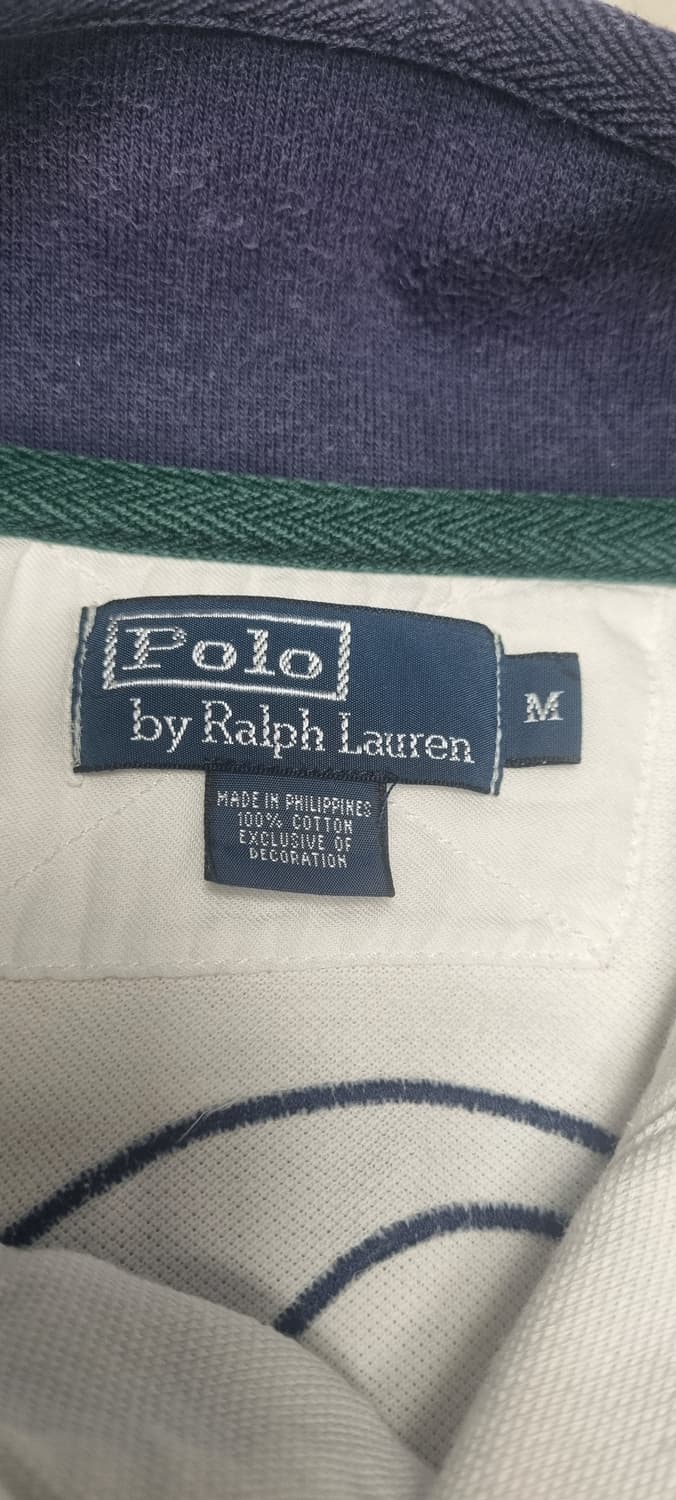 Polo
by Ralph Lauren
M
MADE IN PHILIPPINES
100% COTTON
EXCLUSIVE OF
DECORATION